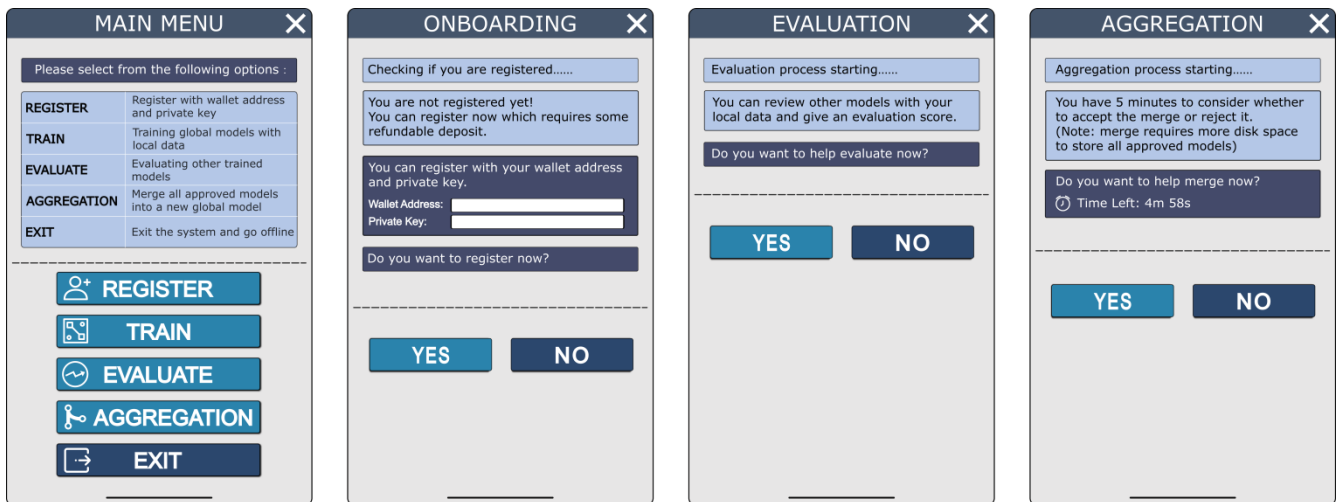 MAIN MENU
Please select from the following options :
REGISTER
Register with wallet address
and private key
TRAIN
Training global models with
local data
EVALUATE
Evaluating other trained
models
AGGREGATION
Merge all approved models
into a new global model
EXIT
Exit the system and go offline
REGISTER
TRAIN
EVALUATE
AGGREGATION
EXIT
ONBOARDING
Checking if you are registered......
You are not registered yet!
You can register now which requires some
refundable deposit.
You can register with your wallet address
and private key.
Wallet Address:
Private Key:
Do you want to register now?
YES
NO
EVALUATION
Evaluation process starting......
You can review other models with your
local data and give an evaluation score.
Do you want to help evaluate now?
YES
NO
AGGREGATION
Aggregation process starting......
You have 5 minutes to consider whether
to accept the merge or reject it.
(Note: merge requires more disk space
to store all approved models)
Do you want to help merge now?
Time Left: 4m 58s
YES
NO